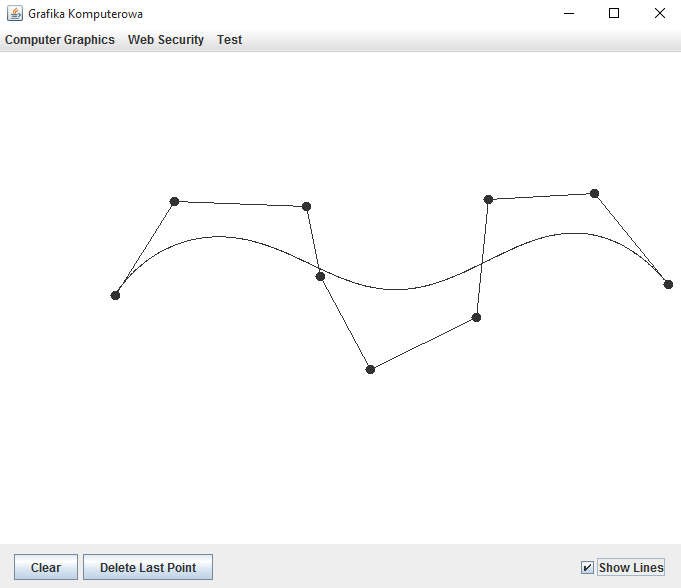 Grafika Komputerowa
Computer Graphics Web Security Test
Clear Delete Last Point Show Lines